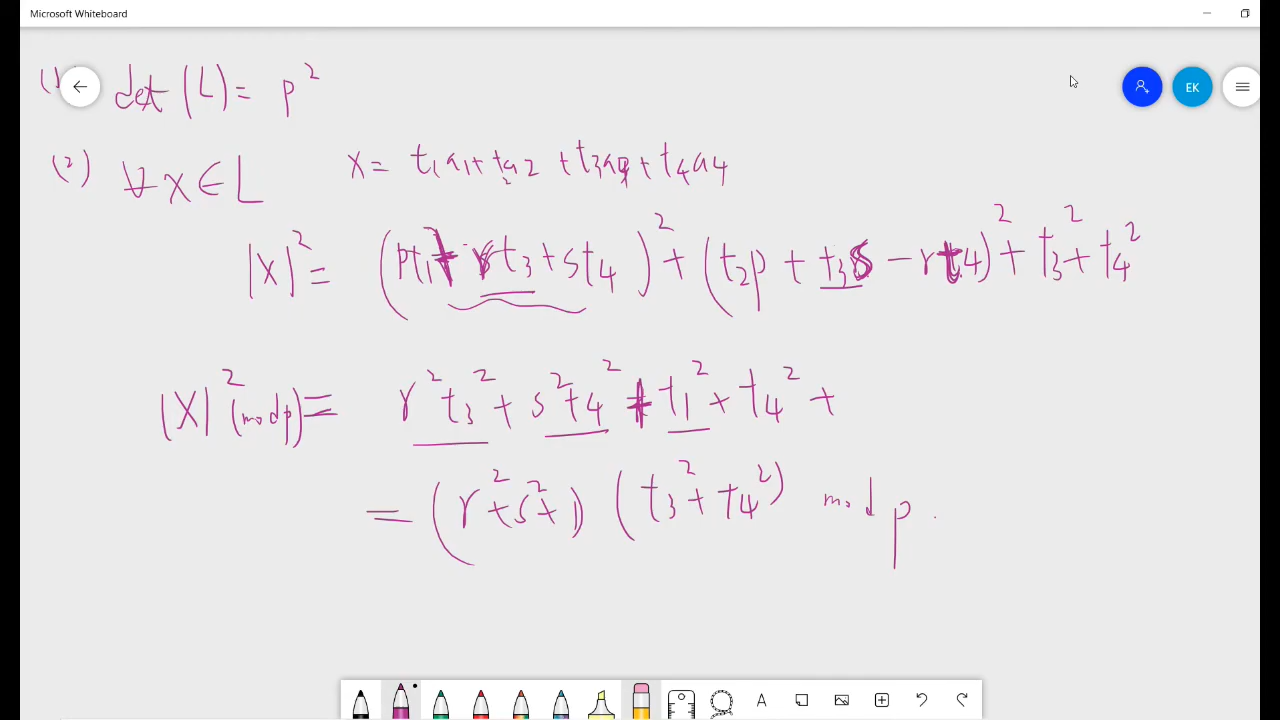 Microsoft Whiteboard
EK
det (L) = p²
(2) ∀x∈L x = t₁a₁ + t₂a₂ + t₃a₃ + t₄a₄
|X|² = (pt₁ + rt₃ + st₄)² + (t₂p + t₃s - rt₄)² + t₃² + t₄²
|X|² (mod p) ≡ r²t₃² + s²t₄² + t₁² + t₄² +
= (r²+s²+1) (t₃² + t₄²) mod p.